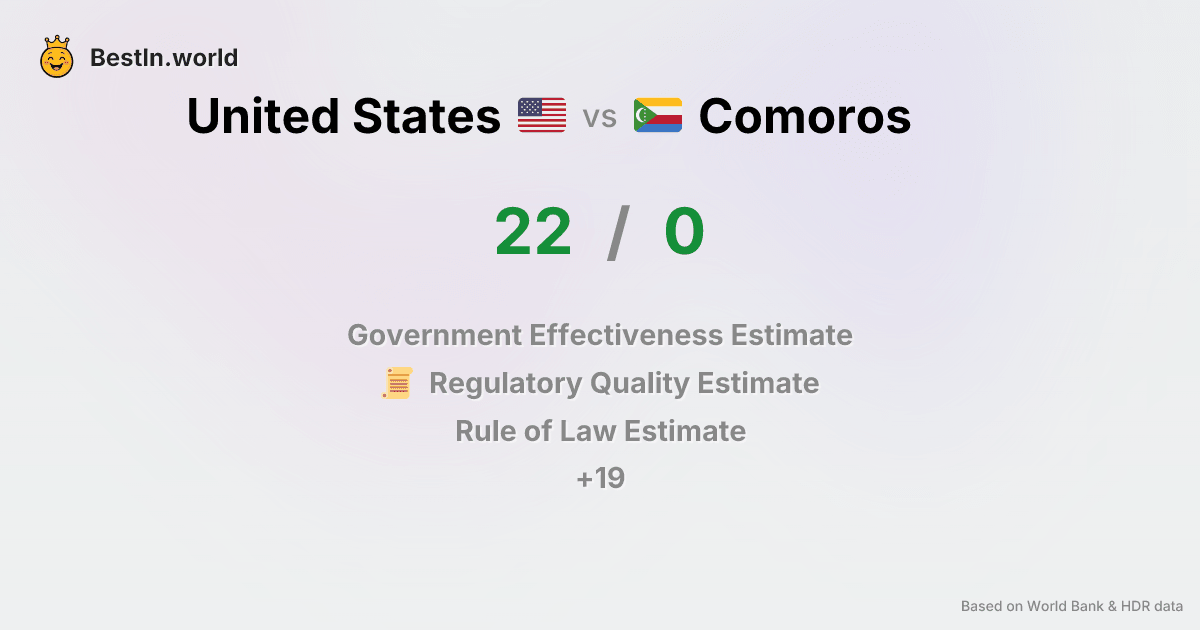 BestIn.world
United States vs Comoros
22 / 0
Government Effectiveness Estimate
Regulatory Quality Estimate
Rule of Law Estimate
+19
Based on World Bank & HDR data